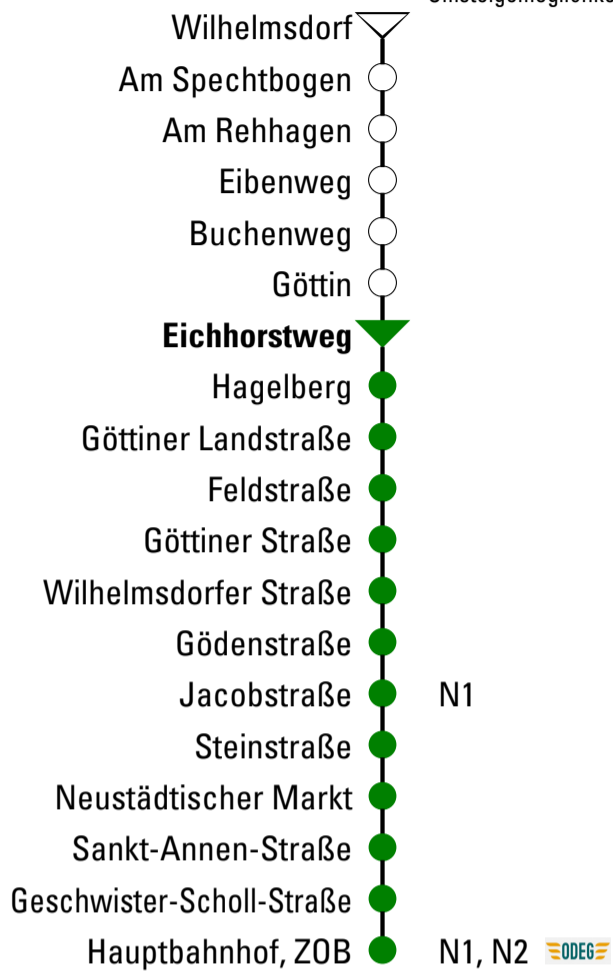 Wilhelmsdorf
Am Spechtbogen
Am Rehhagen
Eibenweg
Buchenweg
Göttin
Eichhorstweg
Hagelberg
Göttiner Landstraße
Feldstraße
Göttiner Straße
Wilhelmsdorfer Straße
Gödenstraße
Jacobstraße N1
Steinstraße
Neustädtischer Markt
Sankt-Annen-Straße
Geschwister-Scholl-Straße
Hauptbahnhof, ZOB N1, N2 ODEG